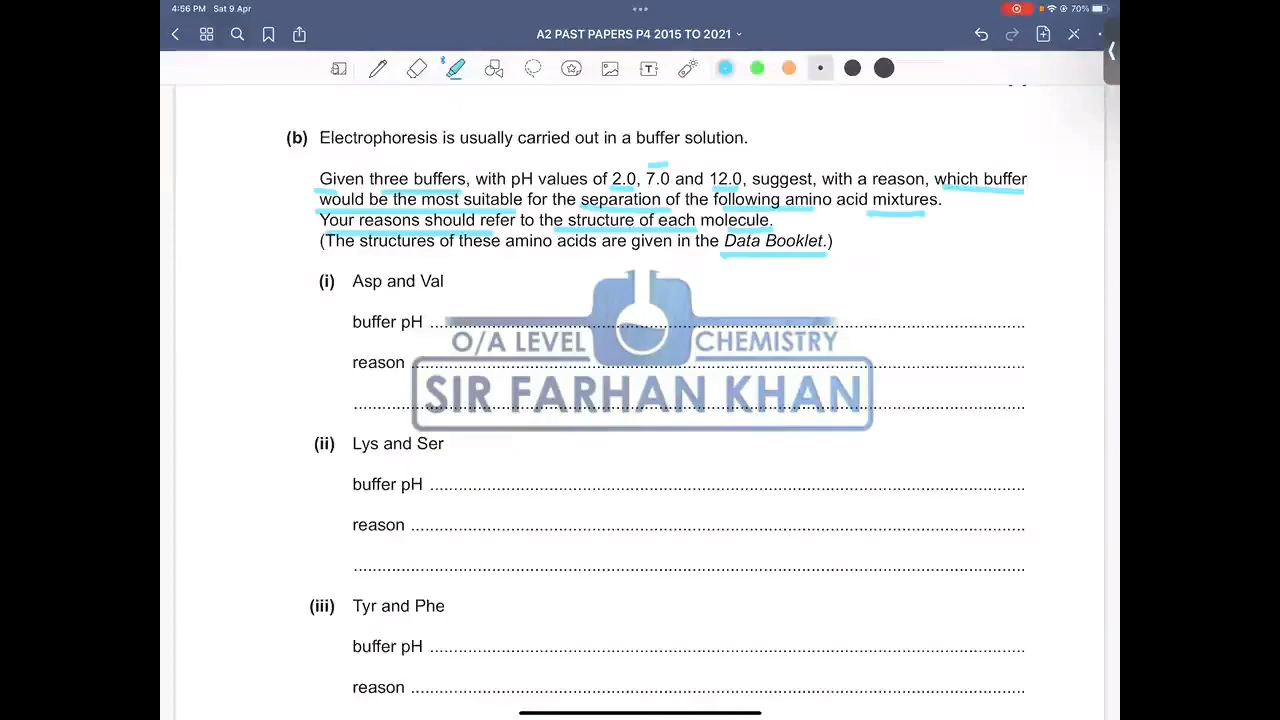 4:56 PM Sat 9 Apr
70%
A2 PAST PAPERS P4 2015 TO 2021
(b) Electrophoresis is usually carried out in a buffer solution.
Given three buffers, with pH values of 2.0, 7.0 and 12.0, suggest, with a reason, which buffer
would be the most suitable for the separation of the following amino acid mixtures.
Your reasons should refer to the structure of each molecule.
(The structures of these amino acids are given in the Data Booklet.)
(i) Asp and Val
buffer pH ................................................
O/A LEVEL CHEMISTRY
reason ................................................
SIR FARHAN KHAN
................................................
(ii) Lys and Ser
buffer pH ................................................
reason ................................................
................................................
(iii) Tyr and Phe
buffer pH ................................................
reason ................................................